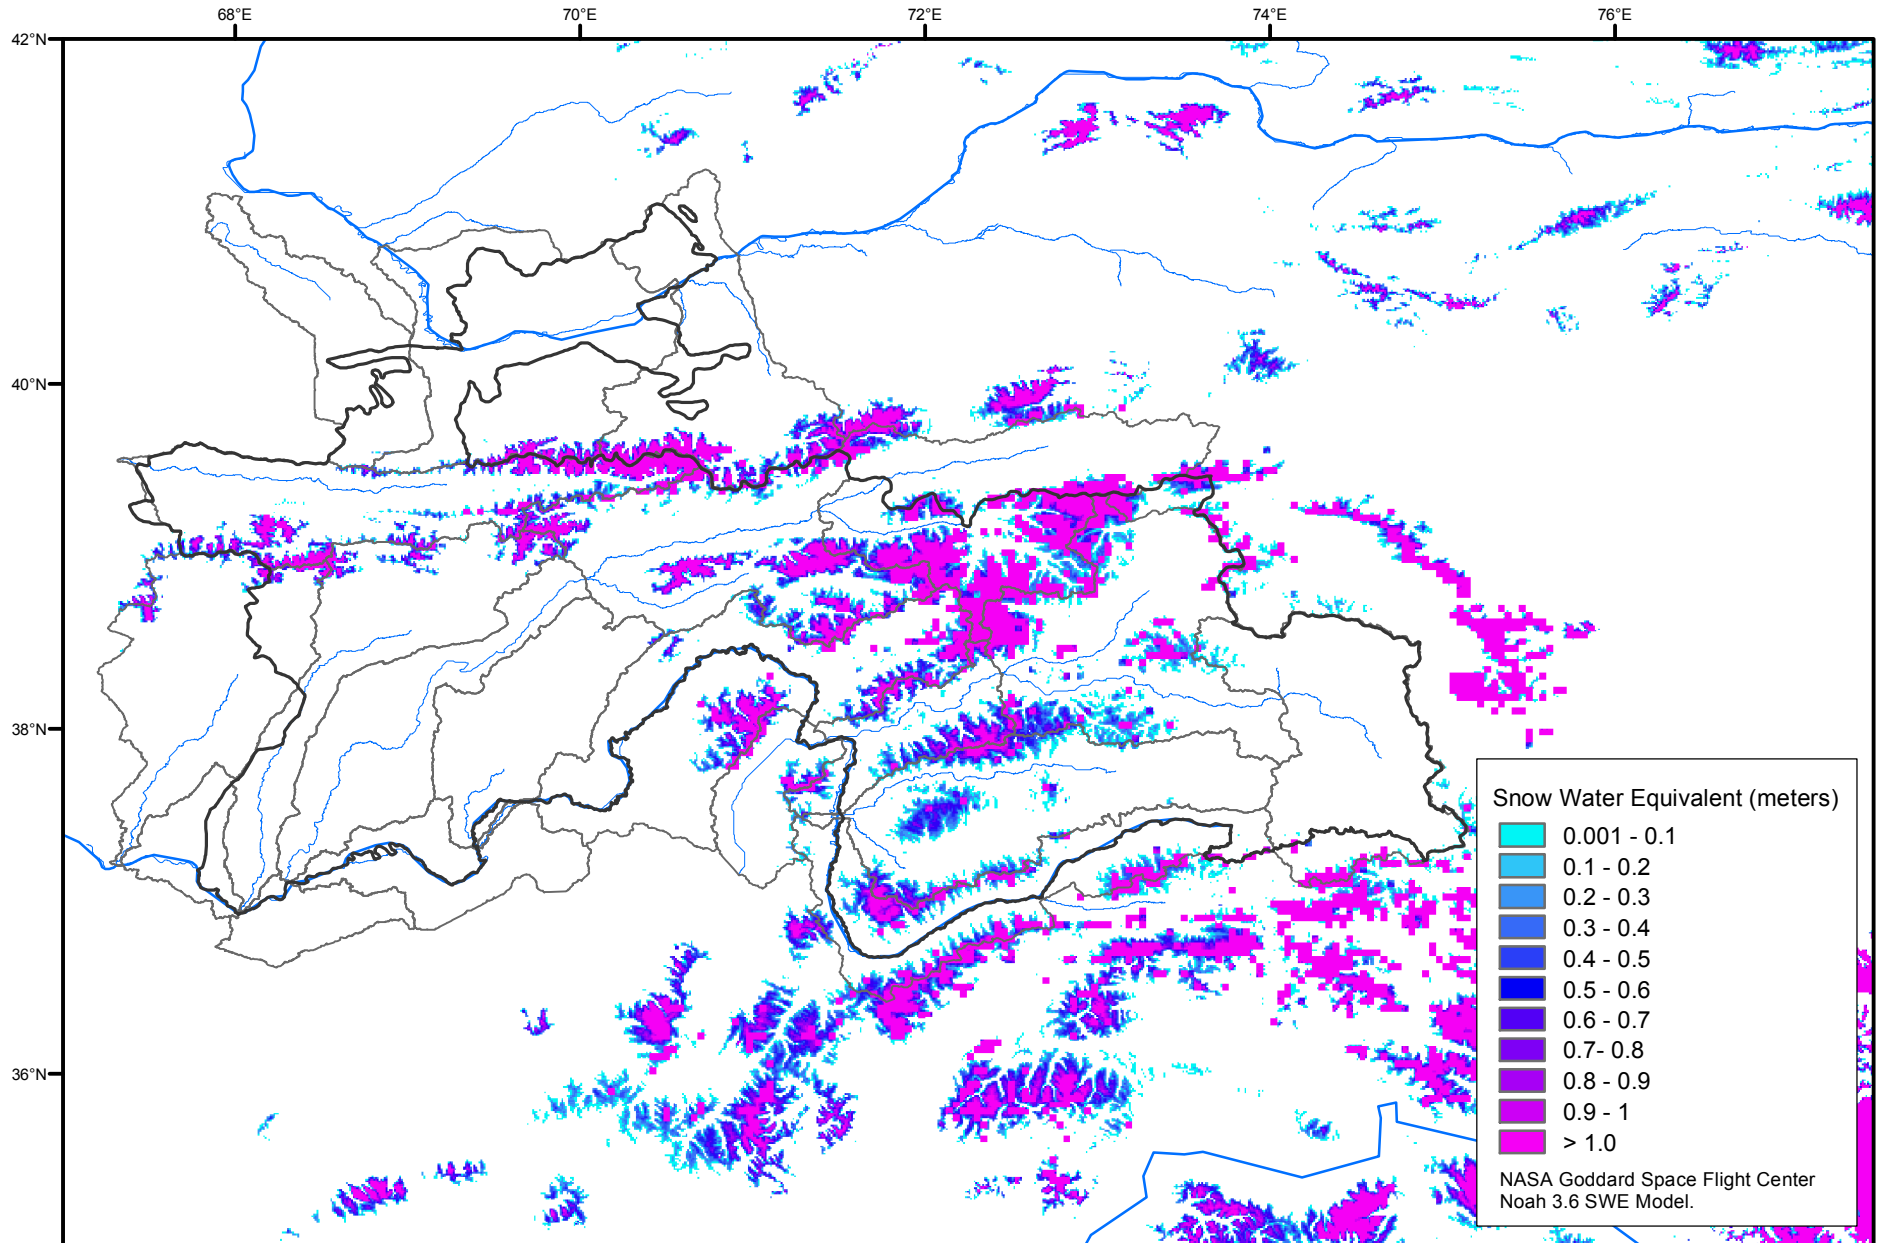 68°E 70°E 72°E 74°E 76°E
42°N
40°N
38°N
36°N
Snow Water Equivalent (meters)
0.001 - 0.1
0.1 - 0.2
0.2 - 0.3
0.3 - 0.4
0.4 - 0.5
0.5 - 0.6
0.6 - 0.7
0.7- 0.8
0.8 - 0.9
0.9 - 1
> 1.0
NASA Goddard Space Flight Center
Noah 3.6 SWE Model.